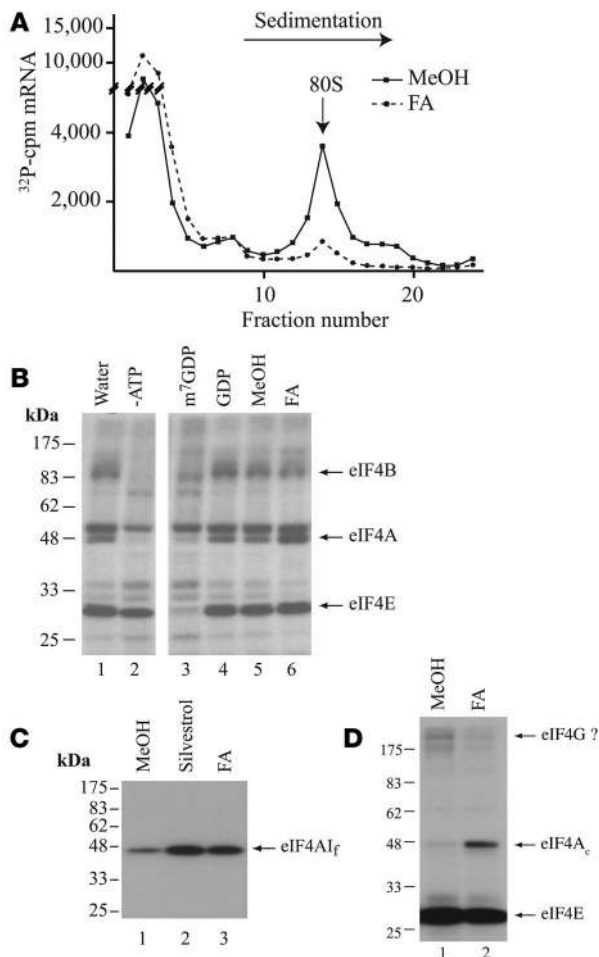 A
Sedimentation
15,000
10,000
4,000
2,000
³²P-cpm mRNA
80S
MeOH
FA
10
20
Fraction number
B
kDa
Water
-ATP
m⁷GDP
GDP
MeOH
FA
175
83
62
48
33
25
eIF4B
eIF4A
eIF4E
1 2 3 4 5 6
C
kDa
MeOH
Silvestrol
FA
175
83
62
48
33
25
eIF4AIf
1 2 3
D
MeOH
FA
175
83
48
33
25
eIF4G ?
eIF4Ac
eIF4E
1 2